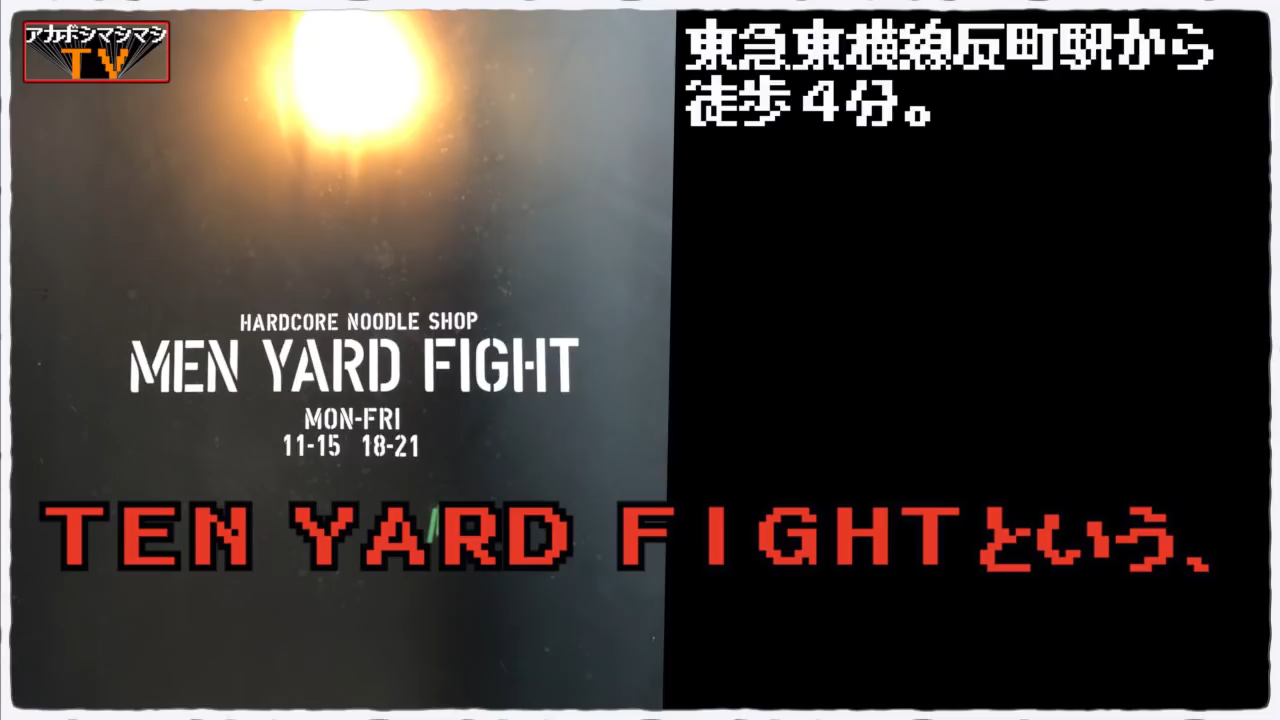 アカボシマシマシ
TV
東急東横線反町駅から
徒歩４分。
HARDCORE NOODLE SHOP
MEN YARD FIGHT
MON-FRI
11-15 18-21
TEN YARD FIGHTという、